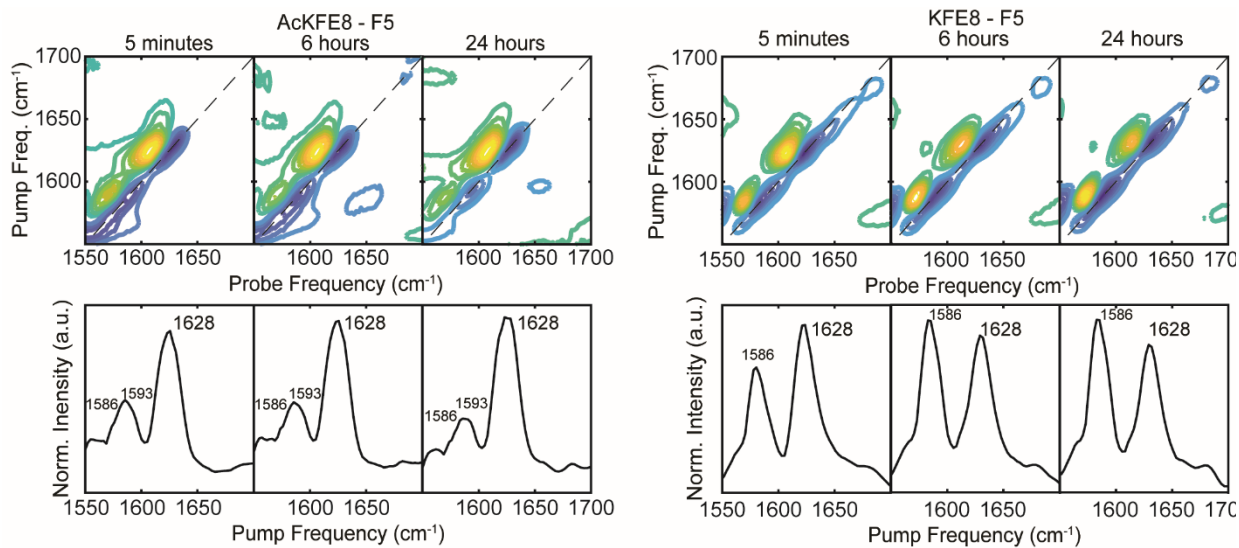 AcKFE8 - F5
5 minutes 6 hours 24 hours
1700
1650
1600
Pump Freq. (cm⁻¹)
1550 1600 1650 1600 1650 1600 1650 1700
Probe Frequency (cm⁻¹)
1628 1628 1628
1586 1593 1586 1593 1586 1593
Norm. Inensity (a.u.)
1550 1600 1650 1600 1650 1600 1650 1700
Pump Frequency (cm⁻¹)
KFE8 - F5
5 minutes 6 hours 24 hours
1700
1650
1600
Pump Freq. (cm⁻¹)
1550 1600 1650 1600 1650 1600 1650 1700
Probe Frequency (cm⁻¹)
1586 1628 1586 1628 1586 1628
Norm. Intensity (a.u.)
1550 1600 1650 1600 1650 1600 1650 1700
Pump Frequency (cm⁻¹)